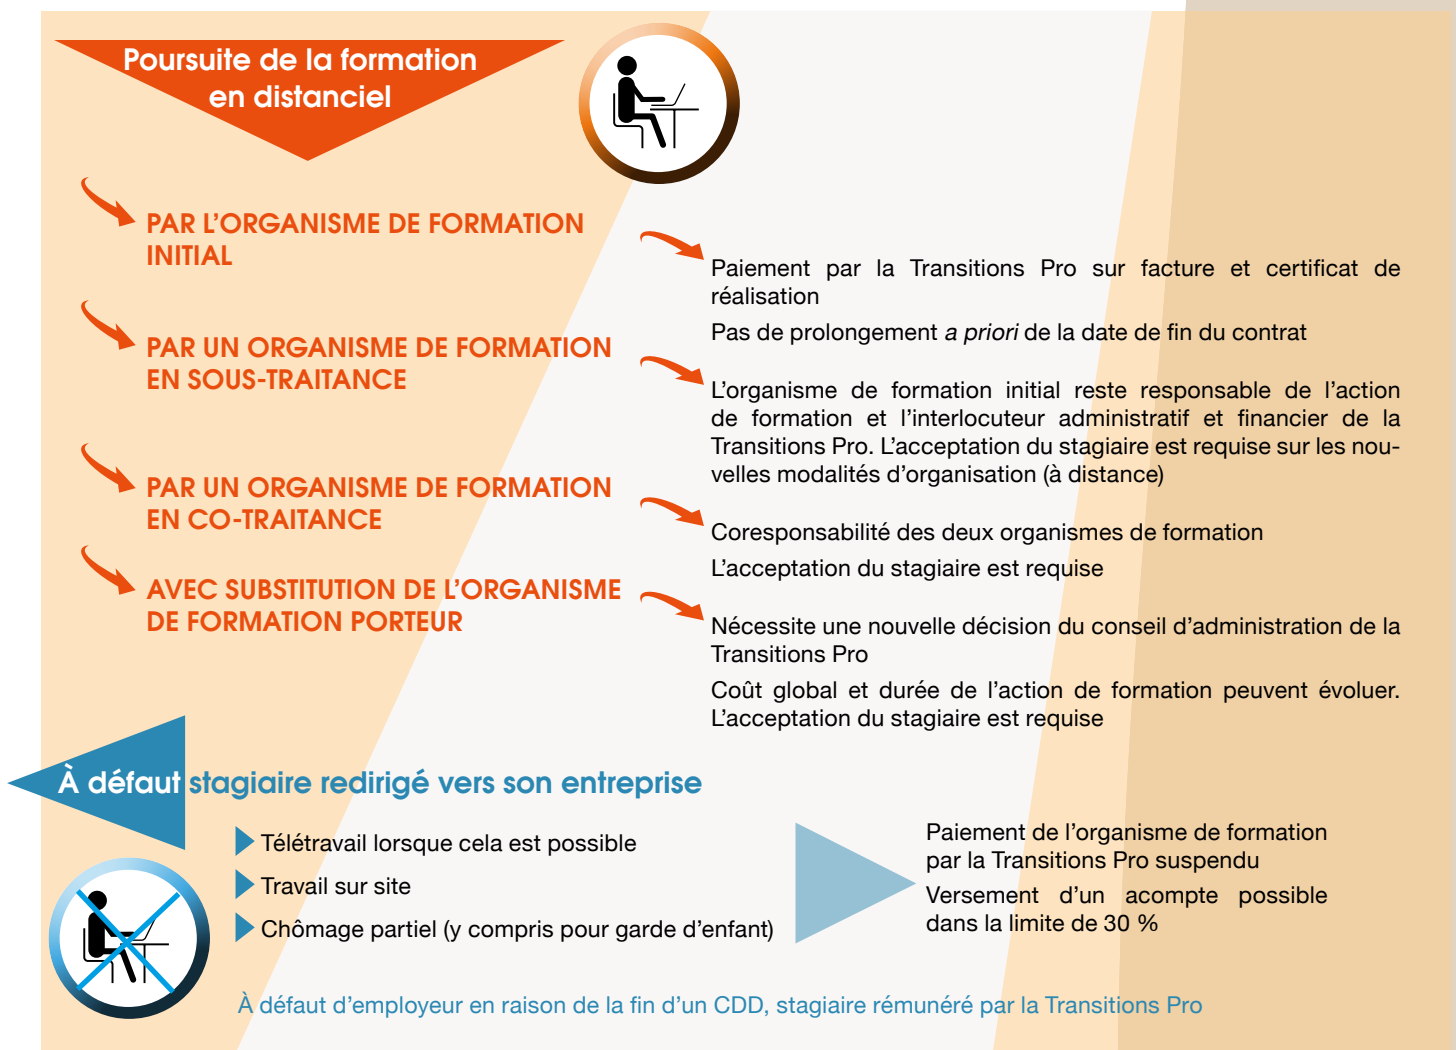 Poursuite de la formation
en distanciel
PAR L'ORGANISME DE FORMATION
INITIAL
Paiement par la Transitions Pro sur facture et certificat de
réalisation
Pas de prolongement a priori de la date de fin du contrat
PAR UN ORGANISME DE FORMATION
EN SOUS-TRAITANCE
L'organisme de formation initial reste responsable de l'action
de formation et l'interlocuteur administratif et financier de la
Transitions Pro. L'acceptation du stagiaire est requise sur les nou-
velles modalités d'organisation (à distance)
PAR UN ORGANISME DE FORMATION
EN CO-TRAITANCE
Coresponsabilité des deux organismes de formation
L'acceptation du stagiaire est requise
AVEC SUBSTITUTION DE L'ORGANISME
DE FORMATION PORTEUR
Nécessite une nouvelle décision du conseil d'administration de la
Transitions Pro
Coût global et durée de l'action de formation peuvent évoluer.
L'acceptation du stagiaire est requise
À défaut stagiaire redirigé vers son entreprise
Télétravail lorsque cela est possible
Travail sur site
Chômage partiel (y compris pour garde d'enfant)
Paiement de l'organisme de formation
par la Transitions Pro suspendu
Versement d'un acompte possible
dans la limite de 30 %
À défaut d'employeur en raison de la fin d'un CDD, stagiaire rémunéré par la Transitions Pro